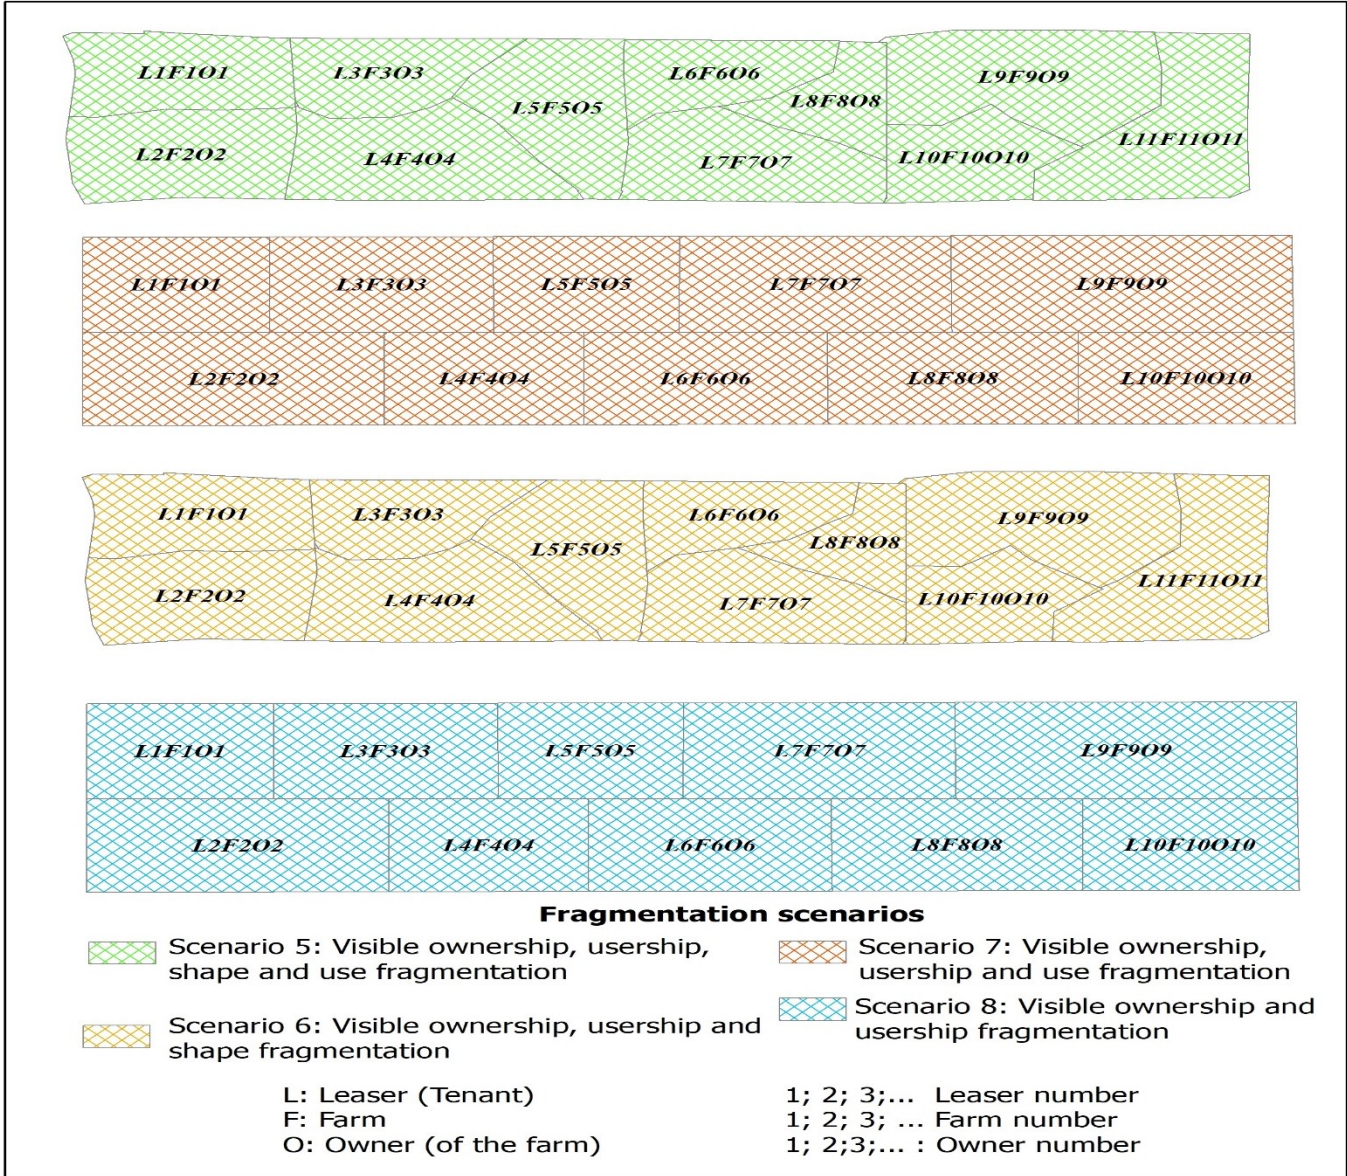 L1F1O1
L3F3O3
L6F6O6
L9F9O9
L5F5O5
L8F8O8
L2F2O2
L4F4O4
L7F7O7
L10F10O10
L11F11O11
L1F1O1
L3F3O3
L5F5O5
L7F7O7
L9F9O9
L2F2O2
L4F4O4
L6F6O6
L8F8O8
L10F10O10
L1F1O1
L3F3O3
L6F6O6
L9F9O9
L5F5O5
L8F8O8
L2F2O2
L4F4O4
L7F7O7
L10F10O10
L11F11O11
L1F1O1
L3F3O3
L5F5O5
L7F7O7
L9F9O9
L2F2O2
L4F4O4
L6F6O6
L8F8O8
L10F10O10
Fragmentation scenarios
Scenario 5: Visible ownership, usership,
shape and use fragmentation
Scenario 6: Visible ownership, usership and
shape fragmentation
Scenario 7: Visible ownership,
usership and use fragmentation
Scenario 8: Visible ownership and
usership fragmentation
L: Leaser (Tenant)
F: Farm
O: Owner (of the farm)
1; 2; 3;... Leaser number
1; 2; 3; ... Farm number
1; 2;3;... : Owner number